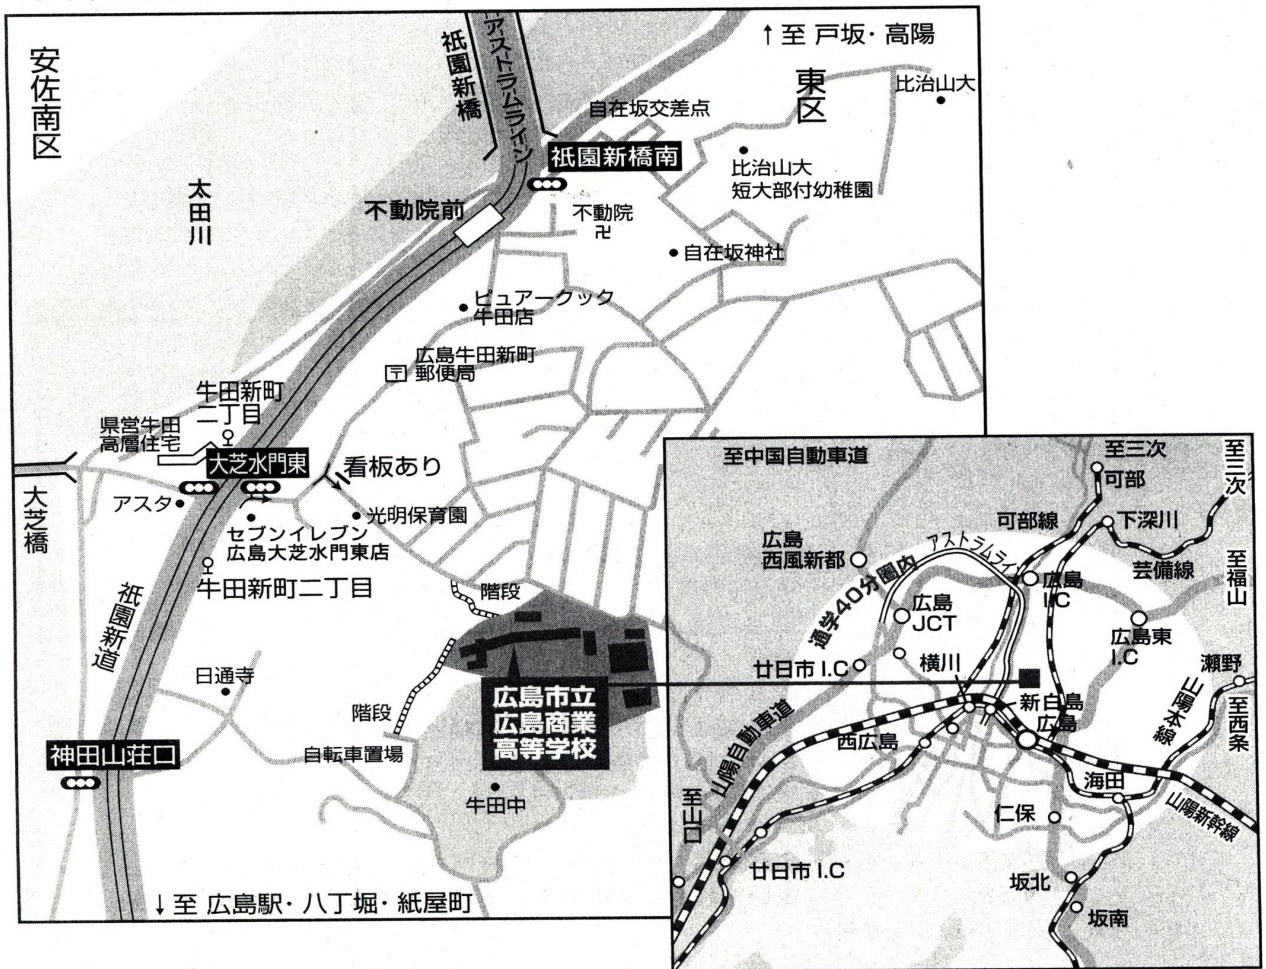 安佐南区
太田川
祇園新橋
アストラムライン
↑至 戸坂・高陽
東区
比治山大
自在坂交差点
祇園新橋南
比治山大
短大部付幼稚園
不動院前
不動院
卍
自在坂神社
ピュアークック
牛田店
広島牛田新町
郵便局
〒
牛田新町
二丁目
県営牛田
高層住宅
大芝水門東
看板あり
大芝橋
アスタ
セブンイレブン
広島大芝水門東店
光明保育園
牛田新町二丁目
階段
祇園新道
日通寺
階段
広島市立
広島商業
高等学校
神田山荘口
自転車置場
牛田中
↓至 広島駅・八丁堀・紙屋町
至中国自動車道
至三次
可部
至三次
可部線
下深川
広島
西風新都
アストラムライン
芸備線
至福山
通学40分圏内
広島
I.C
広島
JCT
広島東
I.C
廿日市 I.C
横川
瀬野
新白島
広島
山陽本線
至西条
山陽自動車道
西広島
海田
山陽新幹線
至山口
仁保
廿日市 I.C
坂北
坂南